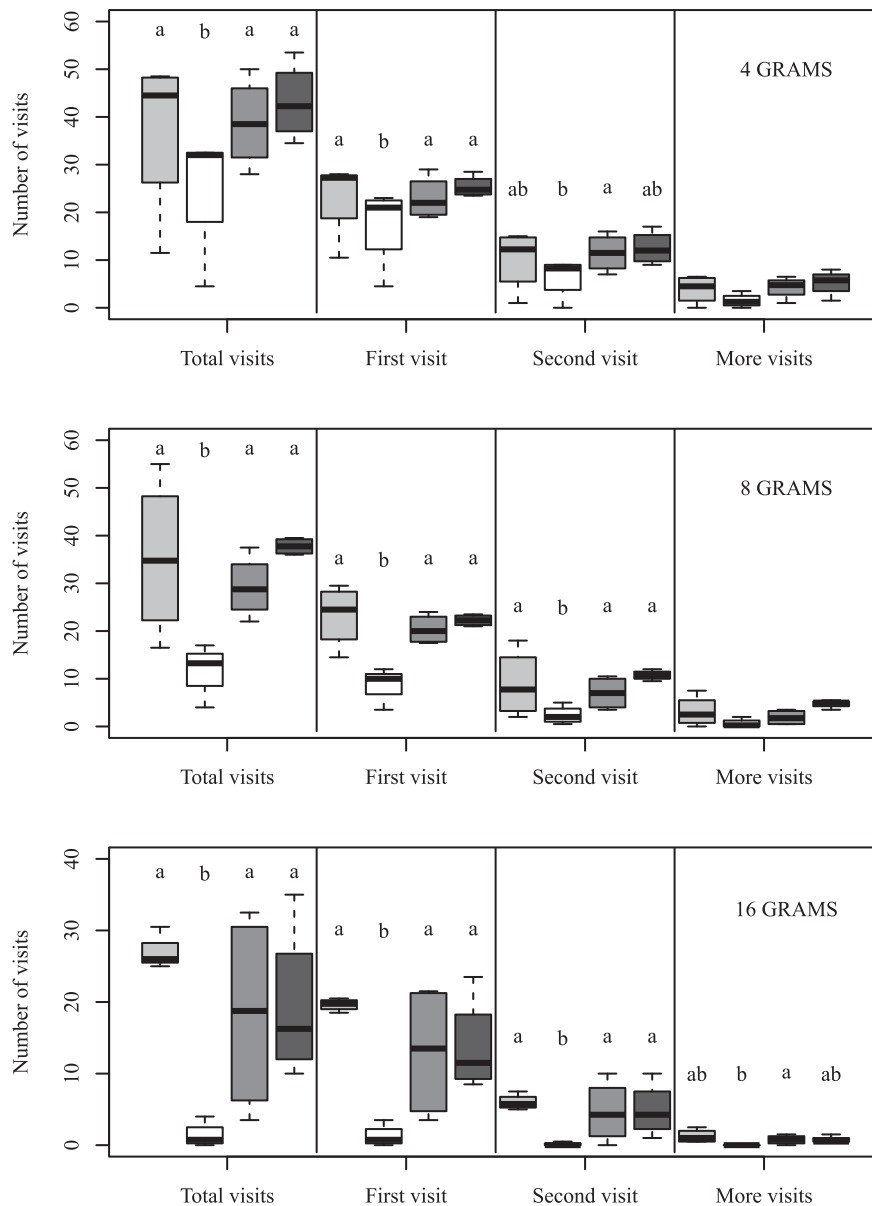 60
50
40
30
20
10
0
Number of visits
a b a a
a b a a
ab b a ab
4 GRAMS
Total visits First visit Second visit More visits
60
50
40
30
20
10
0
Number of visits
a b a a
a b a a
a b a a
8 GRAMS
Total visits First visit Second visit More visits
40
30
20
10
0
Number of visits
a b a a
a b a a
a b a a
ab b a ab
16 GRAMS
Total visits First visit Second visit More visits